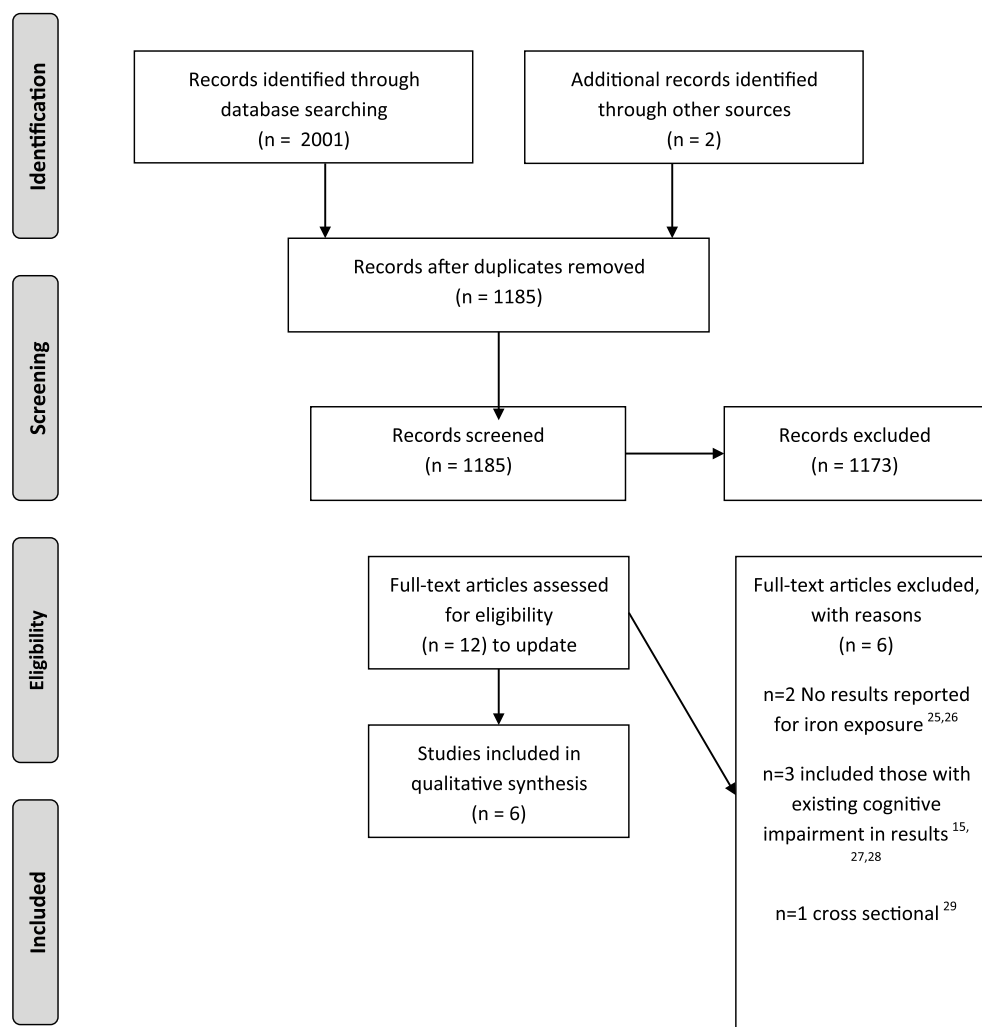 Identification
Records identified through
database searching
(n = 2001)
Additional records identified
through other sources
(n = 2)
Records after duplicates removed
(n = 1185)
Screening
Records screened
(n = 1185)
Records excluded
(n = 1173)
Eligibility
Full-text articles assessed
for eligibility
(n = 12) to update
Full-text articles excluded,
with reasons
(n = 6)
n=2 No results reported
for iron exposure 25,26
n=3 included those with
existing cognitive
impairment in results 15,
27,28
n=1 cross sectional 29
Studies included in
qualitative synthesis
(n = 6)
Included